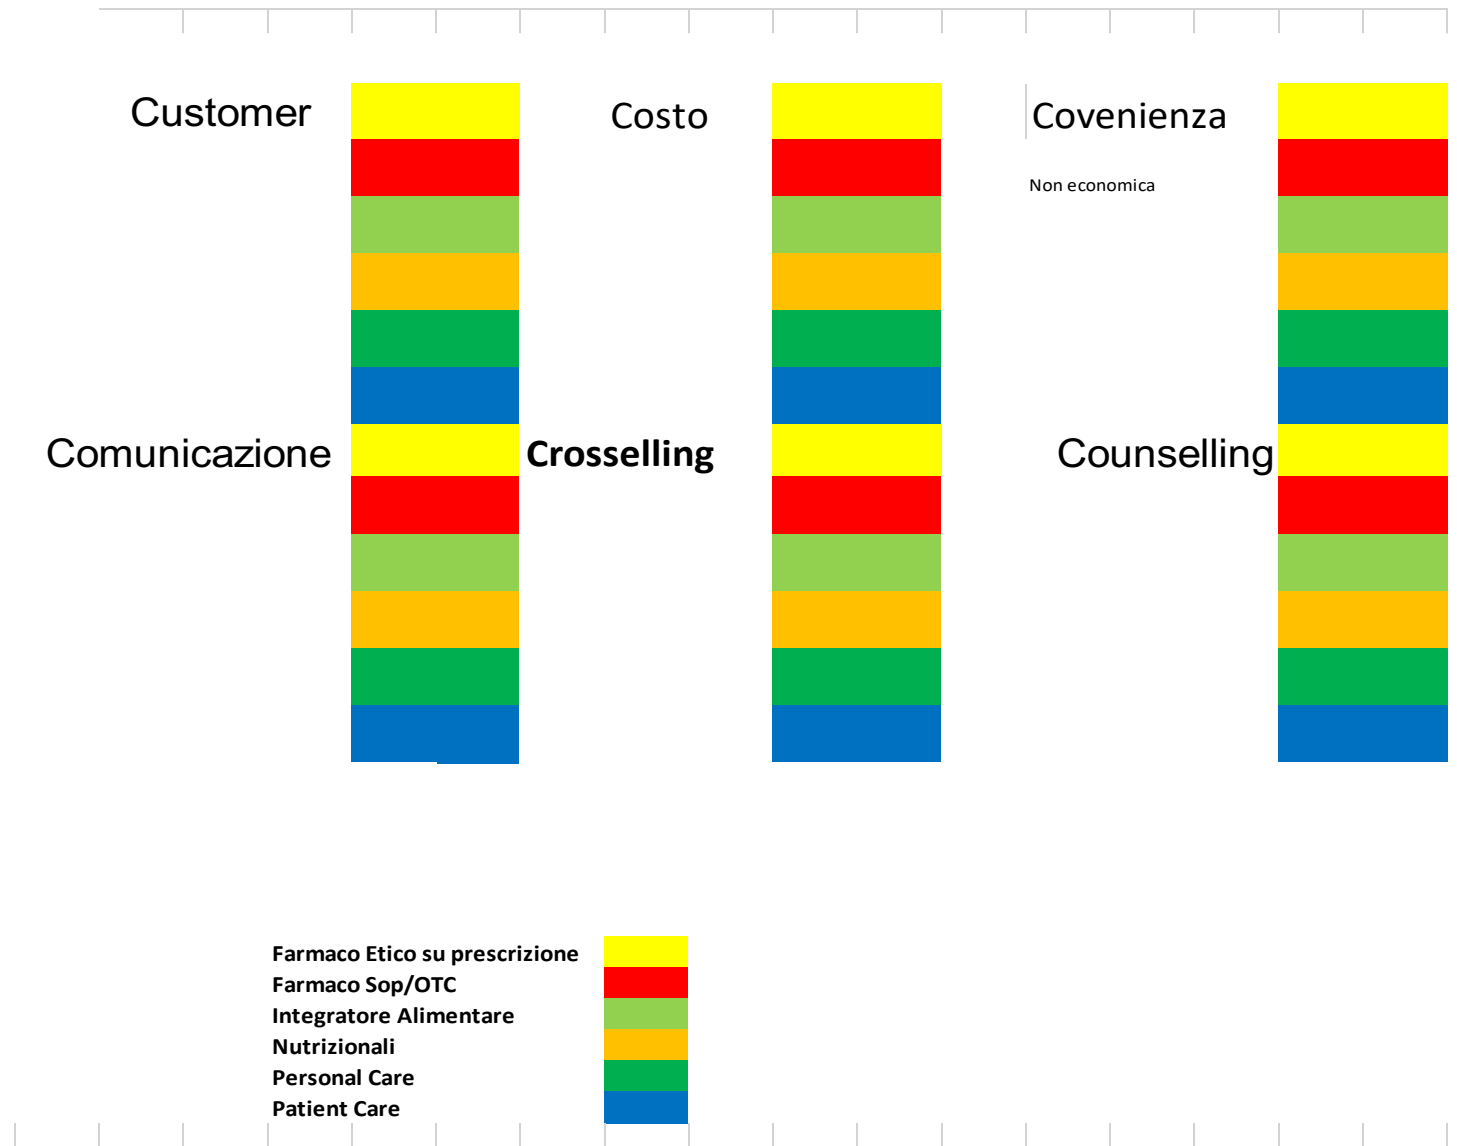 Customer
Costo
Covenienza
Non economica
Comunicazione
Crosselling
Counselling
Farmaco Etico su prescrizione
Farmaco Sop/OTC
Integratore Alimentare
Nutrizionali
Personal Care
Patient Care